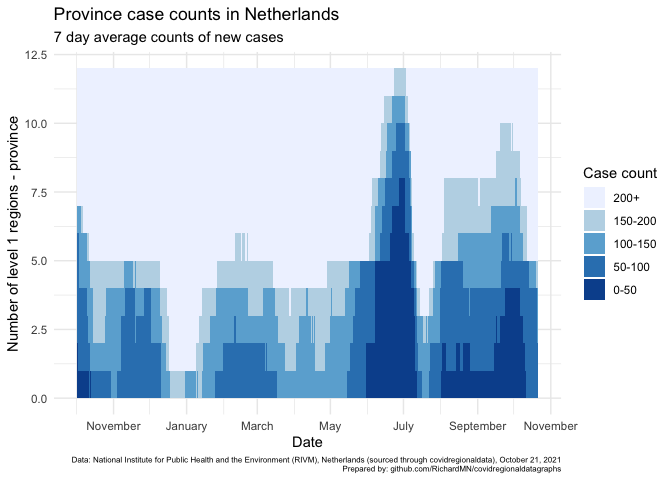 Province case counts in Netherlands
7 day average counts of new cases
12.5
10.0
7.5
5.0
2.5
0.0
Number of level 1 regions - province
November January March May July September November
Date
Case count
200+
150-200
100-150
50-100
0-50
Data: National Institute for Public Health and the Environment (RIVM), Netherlands (sourced through covidregionaldata), October 21, 2021
Prepared by: github.com/RichardMN/covidregionaldatagraphs